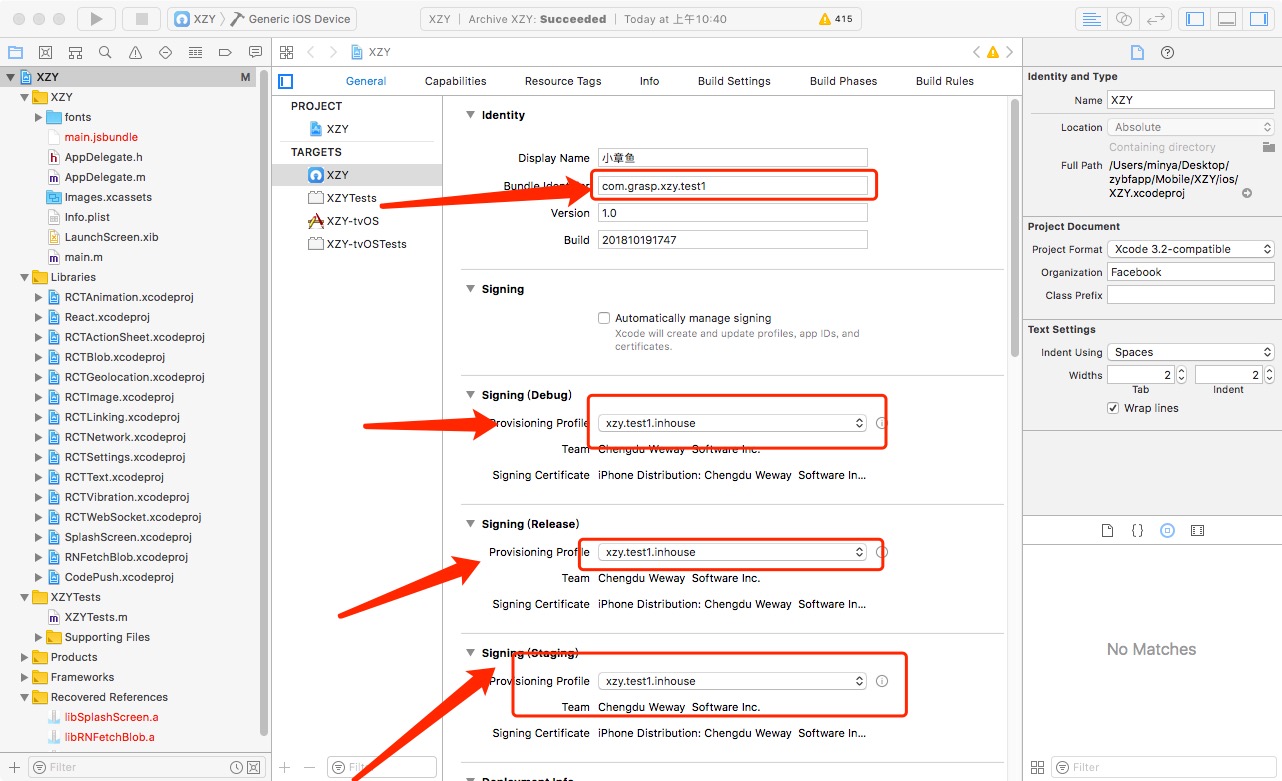 XZY Generic iOS Device XZY | Archive XZY: Succeeded | Today at 上午10:40 415
XZY
XZY M
XZY
fonts
main.jsbundle
AppDelegate.h
AppDelegate.m
Images.xcassets
Info.plist
LaunchScreen.xib
main.m
Libraries
RCTAnimation.xcodeproj
React.xcodeproj
RCTActionSheet.xcodeproj
RCTBlob.xcodeproj
RCTGeolocation.xcodeproj
RCTImage.xcodeproj
RCTLinking.xcodeproj
RCTNetwork.xcodeproj
RCTSettings.xcodeproj
RCTText.xcodeproj
RCTVibration.xcodeproj
RCTWebSocket.xcodeproj
SplashScreen.xcodeproj
RNFetchBlob.xcodeproj
CodePush.xcodeproj
XZYTests
XZYTests.m
Supporting Files
Products
Frameworks
Recovered References
libSplashScreen.a
libRNFetchBlob.a
Filter
General Capabilities Resource Tags Info Build Settings Build Phases Build Rules
PROJECT
XZY
TARGETS
XZY
XZYTests
XZY-tvOS
XZY-tvOSTests
Identity
Display Name 小章鱼
Bundle Identifier com.grasp.xzy.test1
Version 1.0
Build 201810191747
Signing
Automatically manage signing
Xcode will create and update profiles, app IDs, and
certificates.
Signing (Debug)
Provisioning Profile xzy.test1.inhouse
Team Chengdu Weway Software Inc.
Signing Certificate iPhone Distribution: Chengdu Weway Software In...
Signing (Release)
Provisioning Profile xzy.test1.inhouse
Team Chengdu Weway Software Inc.
Signing Certificate iPhone Distribution: Chengdu Weway Software In...
Signing (Staging)
Provisioning Profile xzy.test1.inhouse
Team Chengdu Weway Software Inc.
Signing Certificate iPhone Distribution: Chengdu Weway Software In...
Deployment Info
Identity and Type
Name XZY
Location Absolute
Containing directory
Full Path /Users/minya/Desktop/
zybfapp/Mobile/XZY/ios/
XZY.xcodeproj
Project Document
Project Format Xcode 3.2-compatible
Organization Facebook
Class Prefix
Text Settings
Indent Using Spaces
Widths 2 2
Tab Indent
Wrap lines
No Matches
Filter